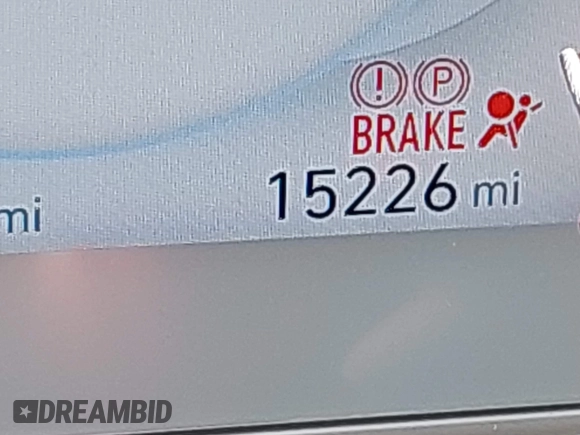 ! P
BRAKE
15226 mi
mi
DREAMBID